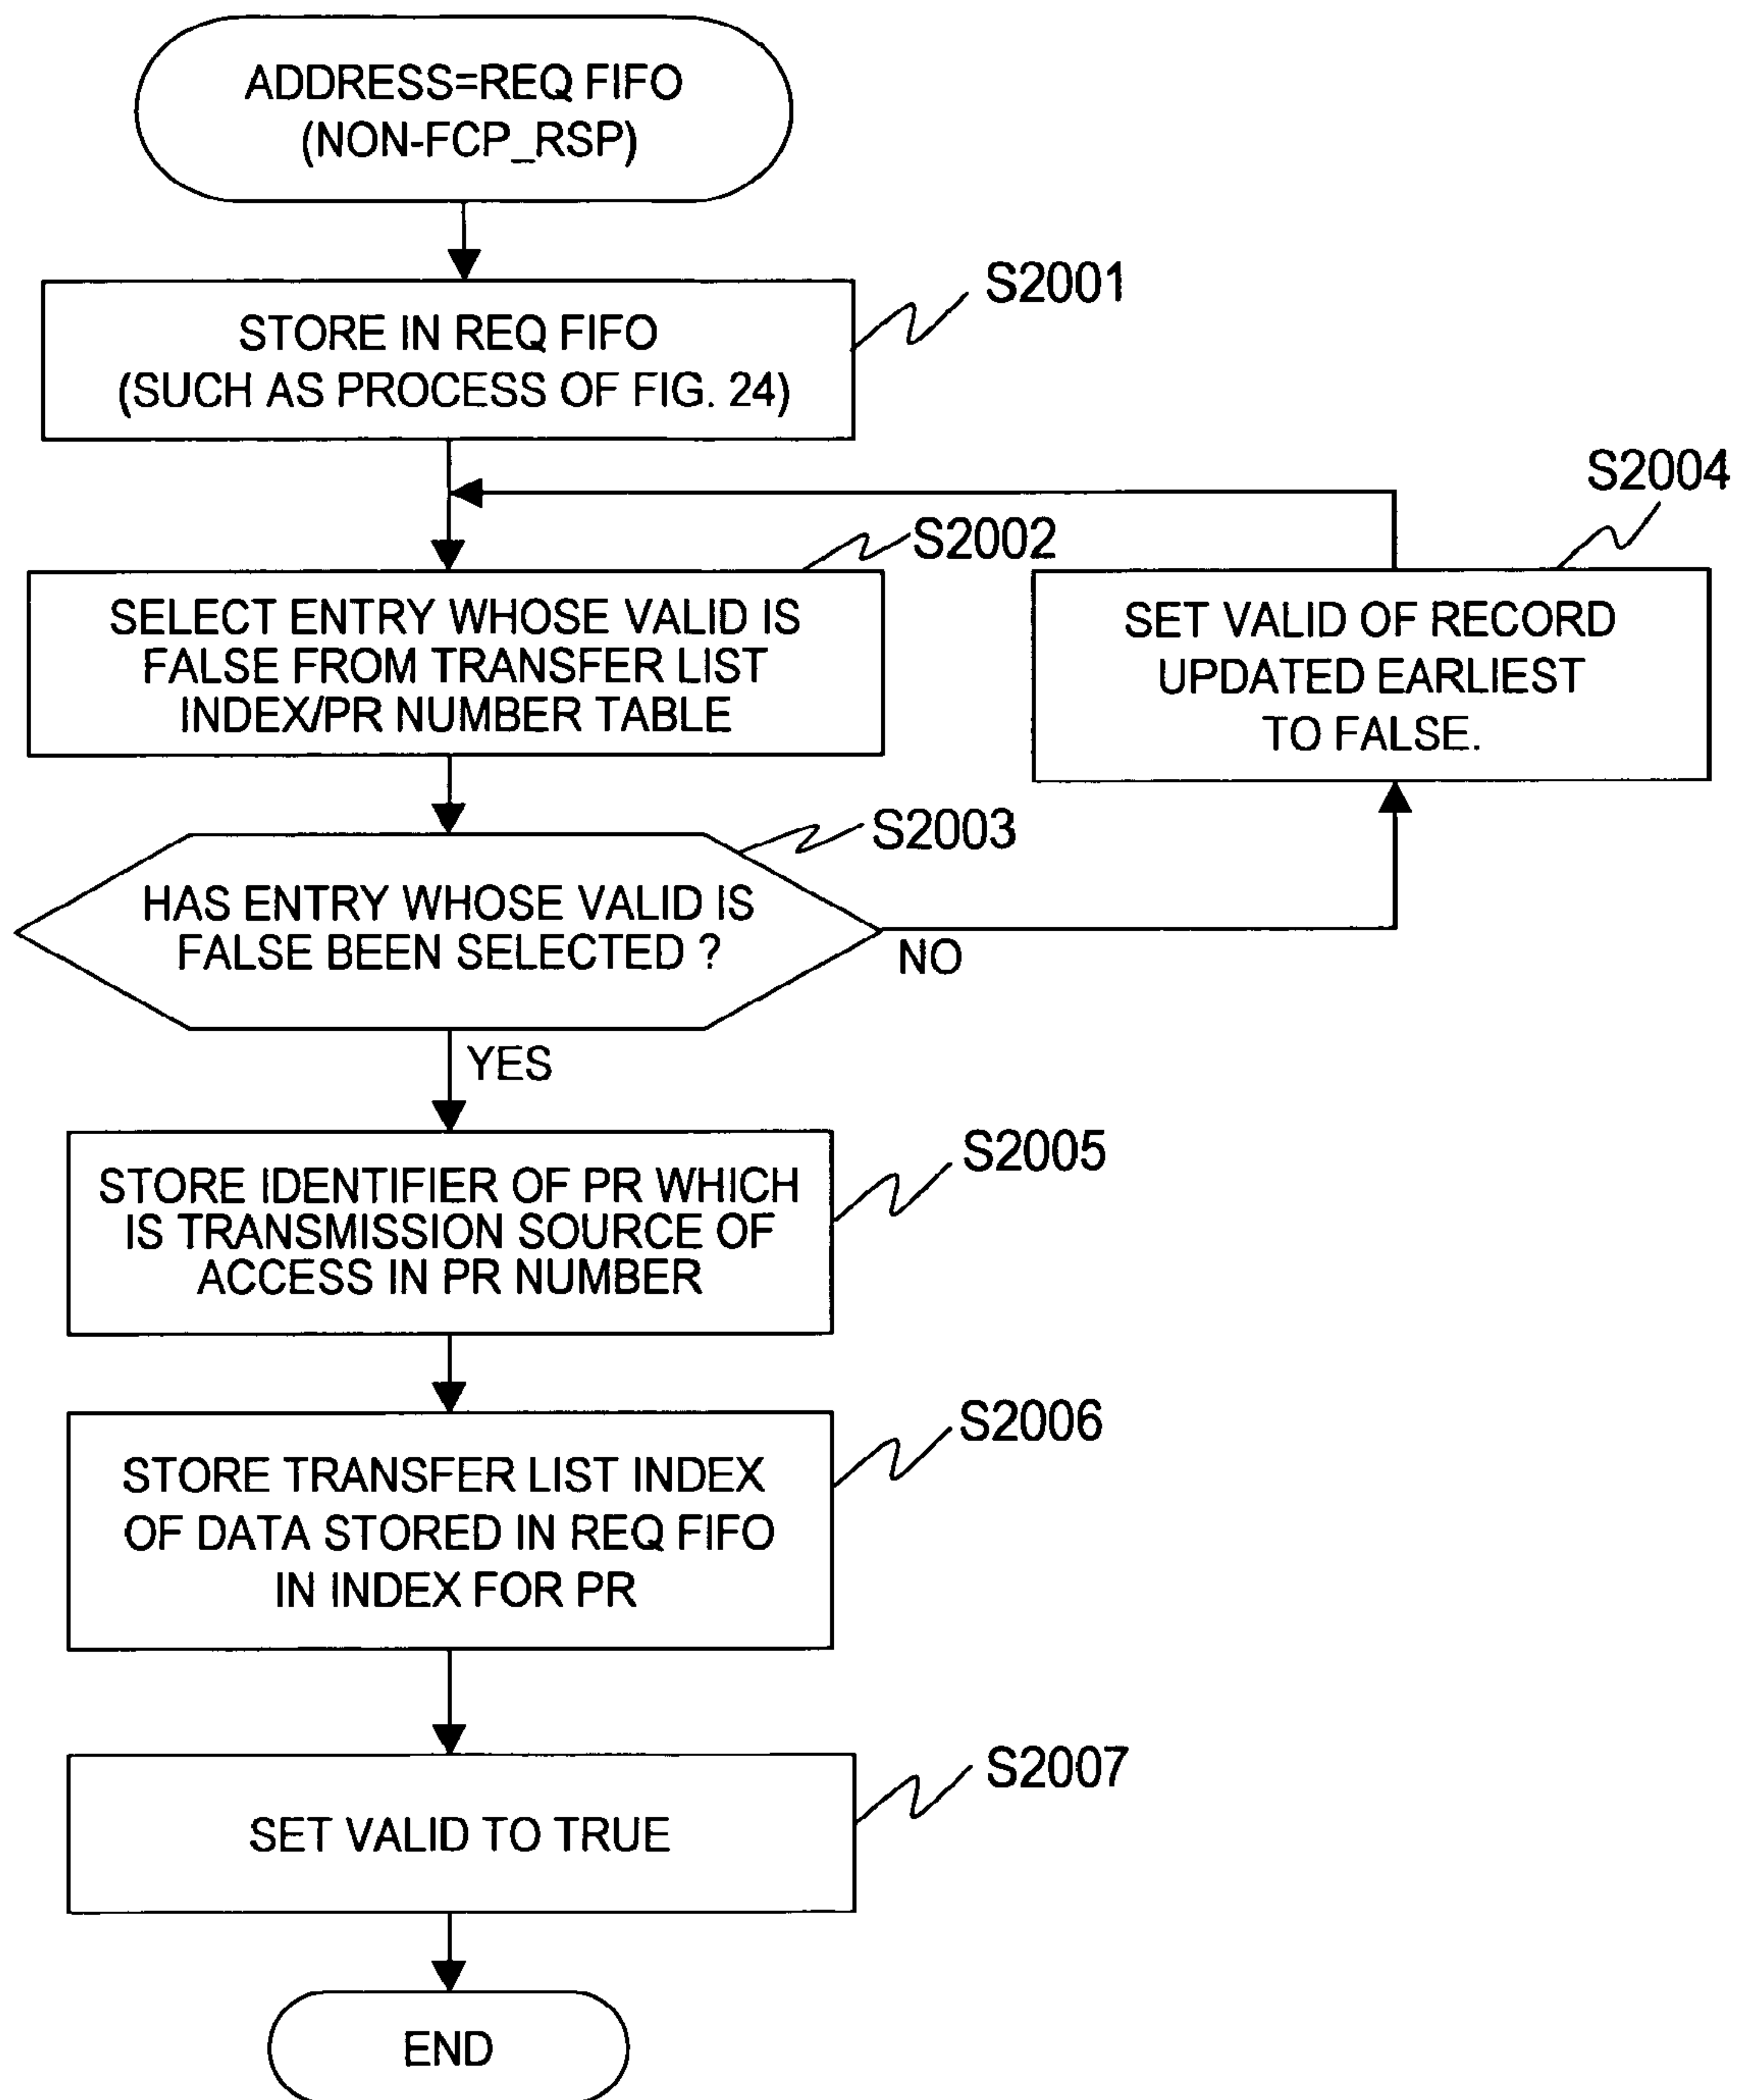 ADDRESS=REQ FIFO
(NON-FCP_RSP)
S2001
STORE IN REQ FIFO
(SUCH AS PROCESS OF FIG. 24)
S2004
S2002
SELECT ENTRY WHOSE VALID IS
FALSE FROM TRANSFER LIST
INDEX/PR NUMBER TABLE
SET VALID OF RECORD
UPDATED EARLIEST
TO FALSE.
S2003
HAS ENTRY WHOSE VALID IS
FALSE BEEN SELECTED ?
NO
YES
S2005
STORE IDENTIFIER OF PR WHICH
IS TRANSMISSION SOURCE OF
ACCESS IN PR NUMBER
S2006
STORE TRANSFER LIST INDEX
OF DATA STORED IN REQ FIFO
IN INDEX FOR PR
S2007
SET VALID TO TRUE
END